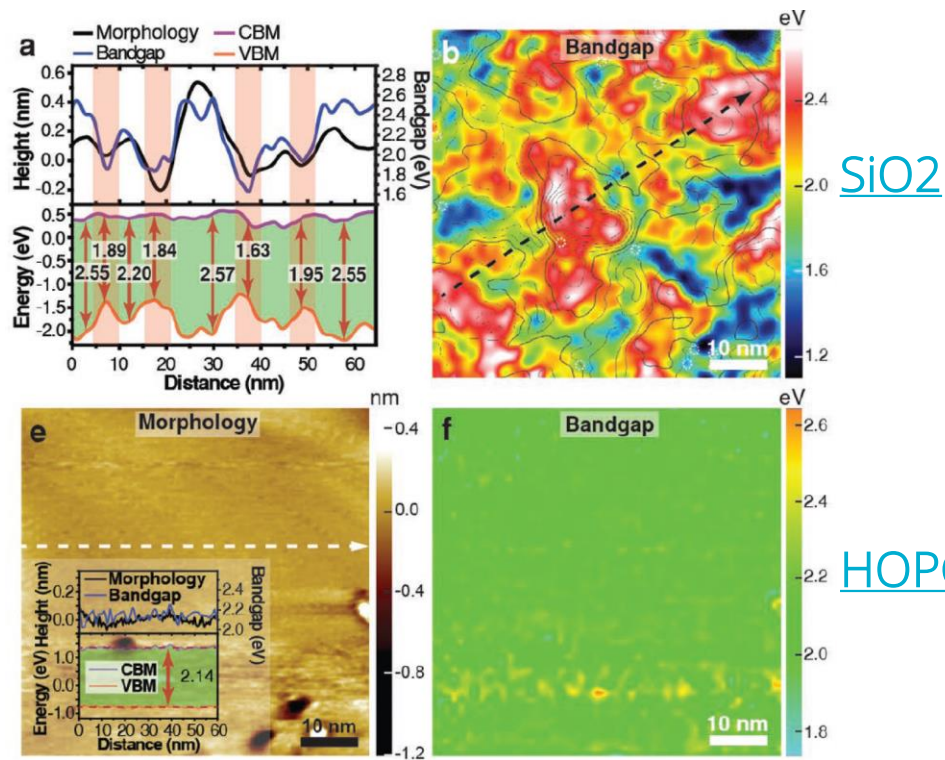 a
Morphology
CBM
Bandgap
VBM
0.6
0.4
0.2
0.0
-0.2
Height (nm)
2.8
2.6
2.4
2.2
2.0
1.8
1.6
Bandgap (eV)
0.5
0.0
-0.5
-1.0
-1.5
-2.0
Energy (eV)
1.89
1.84
1.63
2.55
2.20
2.57
1.95
2.55
0 10 20 30 40 50 60
Distance (nm)
b
Bandgap
10 nm
eV
2.4
2.0
1.6
1.2
SiO2
e
Morphology
nm
0.4
0.0
-0.4
-0.8
-1.2
Morphology
Bandgap
0.2
0.0
Height (nm)
2.4
2.2
2.0
Bandgap (eV)
1.0
0.0
-1.0
Energy (eV)
CBM
VBM
2.14
0 10 20 30 40 50 60
Distance (nm)
10 nm
f
Bandgap
10 nm
eV
2.6
2.4
2.2
2.0
1.8